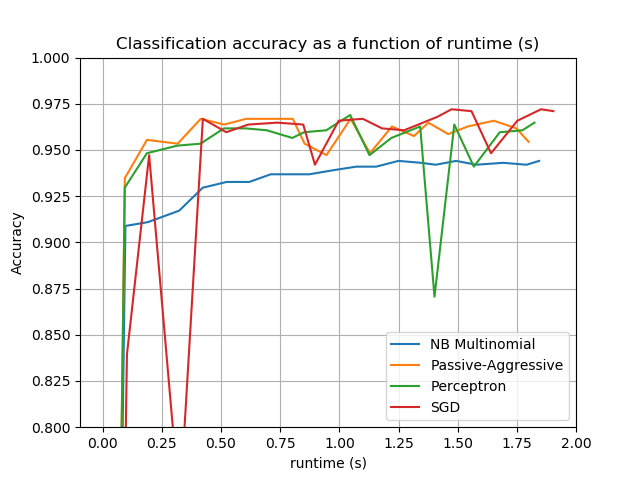 Classification accuracy as a function of runtime (s)
1.000
0.975
0.950
0.925
0.900
0.875
0.850
0.825
0.800
Accuracy
NB Multinomial
Passive-Aggressive
Perceptron
SGD
0.00 0.25 0.50 0.75 1.00 1.25 1.50 1.75 2.00
runtime (s)